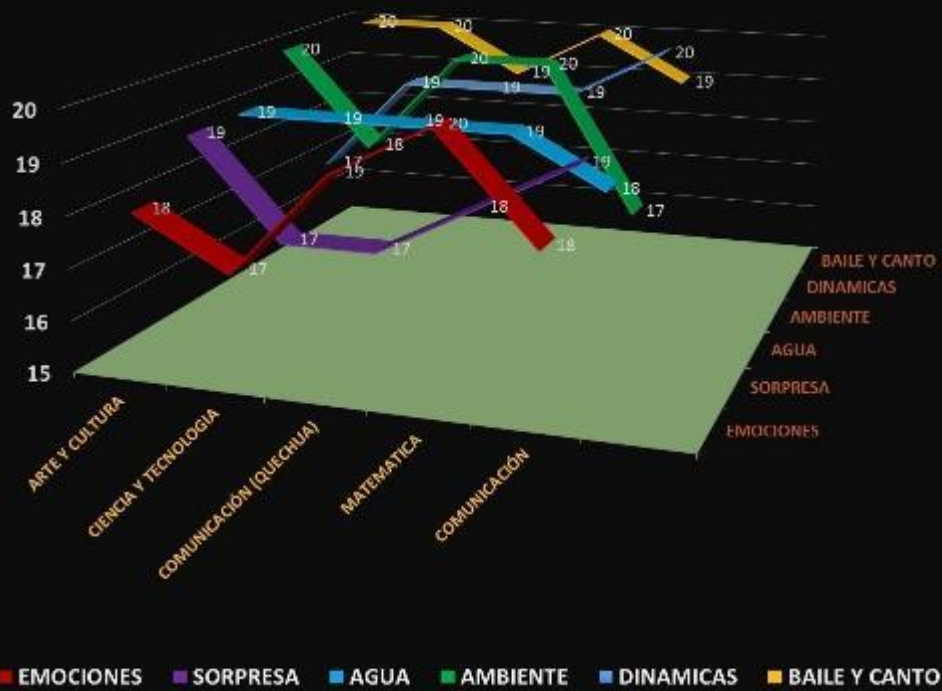 20
19
18
17
16
15
20 20 19 20 19
17 19 19 19 20
20 18 20 20 17
19 19 19 19 18
19 17 17 18 19
18 17 19 20 18
BAILE Y CANTO
DINAMICAS
AMBIENTE
AGUA
SORPRESA
EMOCIONES
ARTE Y CULTURA
CIENCIA Y TECNOLOGIA
COMUNICACIÓN (QUECHUA)
MATEMATICA
COMUNICACIÓN
EMOCIONES SORPRESA AGUA AMBIENTE DINAMICAS BAILE Y CANTO